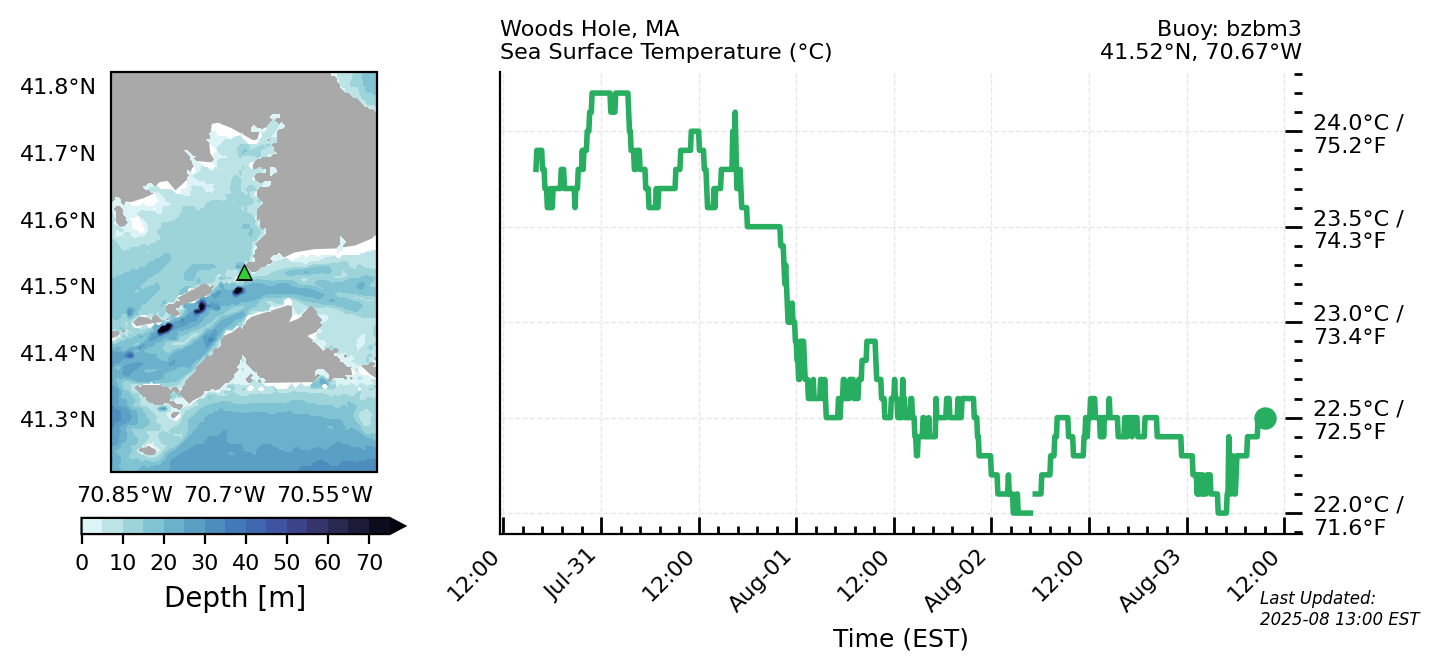 Woods Hole, MA
Sea Surface Temperature (°C)
Buoy: bzbm3
41.52°N, 70.67°W
41.8°N
41.7°N
41.6°N
41.5°N
41.4°N
41.3°N
70.85°W 70.7°W 70.55°W
0 10 20 30 40 50 60 70
Depth [m]
24.0°C /
75.2°F
23.5°C /
74.3°F
23.0°C /
73.4°F
22.5°C /
72.5°F
22.0°C /
71.6°F
12:00
Jul-31
12:00
Aug-01
12:00
Aug-02
12:00
Aug-03
12:00
Time (EST)
Last Updated:
2025-08 13:00 EST